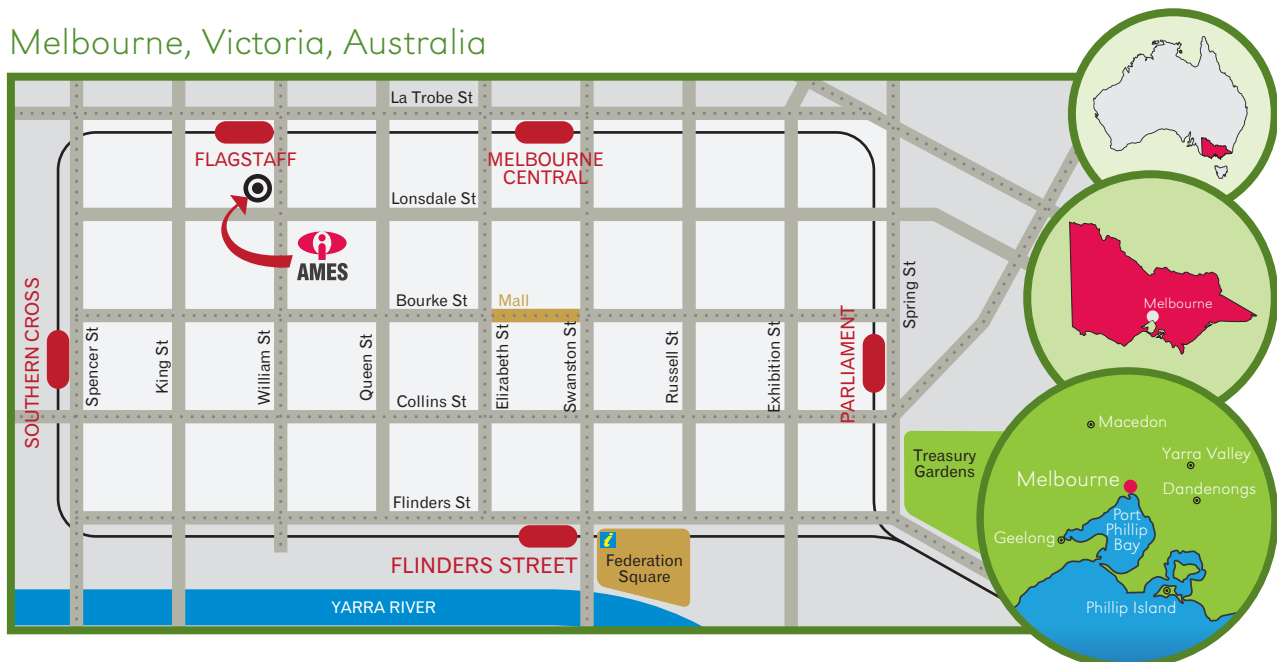 Melbourne, Victoria, Australia
La Trobe St
FLAGSTAFF
MELBOURNE
CENTRAL
Lonsdale St
AMES
Bourke St
Mall
SOUTHERN CROSS
Spencer St
King St
William St
Queen St
Elizabeth St
Swanston St
Russell St
Exhibition St
PARLIAMENT
Spring St
Collins St
Flinders St
Treasury
Gardens
FLINDERS STREET
i
Federation
Square
YARRA RIVER
Melbourne
Macedon
Yarra Valley
Melbourne
Dandenongs
Port
Phillip
Bay
Geelong
Phillip Island